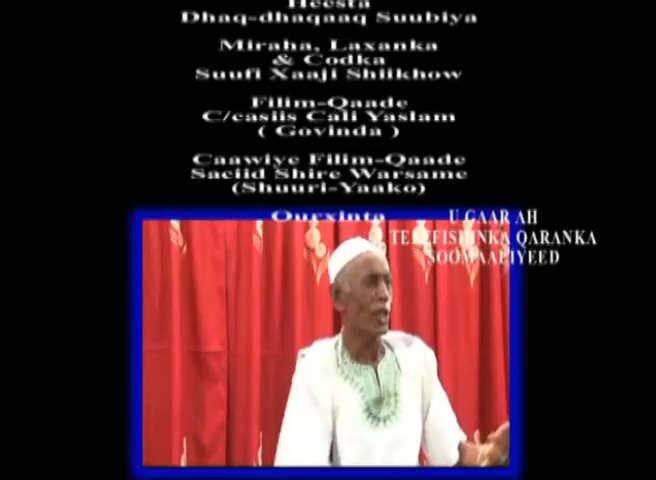 Heesta
Dhaq-dhaqaaq Suubiya
Miraha, Laxanka
& Codka
Suufi Xaaji Shiikhow
Filim-Qaade
C/casiis Cali Yaslam
( Govinda )
Caawiye Filim-Qaade
Saciid Shire Warsame
(Shuuri-Yaako)
Qurxinta
U GAAR AH
TELEFISHINKA QARANKA
SOOMAALIYEED